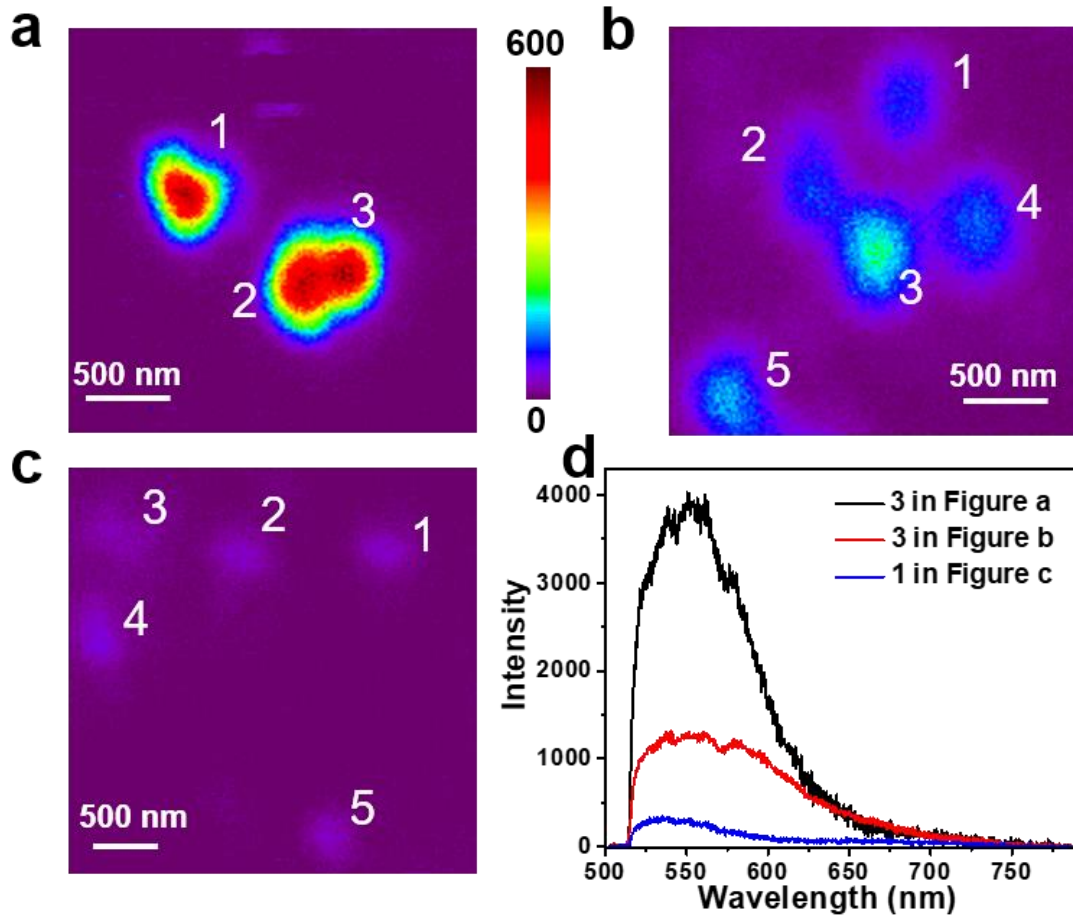 a
600
b
1
2
3
500 nm
0
1
2
3
4
5
500 nm
c
1
2
3
4
5
500 nm
d
4000
3000
2000
1000
0
Intensity
3 in Figure a
3 in Figure b
1 in Figure c
500 550 600 650 700 750
Wavelength (nm)